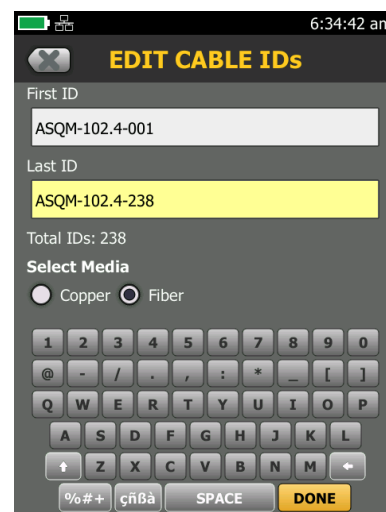 6:34:42 am
EDIT CABLE IDs
First ID
ASQM-102.4-001
Last ID
ASQM-102.4-238
Total IDs: 238
Select Media
Copper Fiber
1 2 3 4 5 6 7 8 9 0
@ - / . , : * _ [ ]
Q W E R T Y U I O P
A S D F G H J K L
Z X C V B N M
%#+ çñßà SPACE DONE